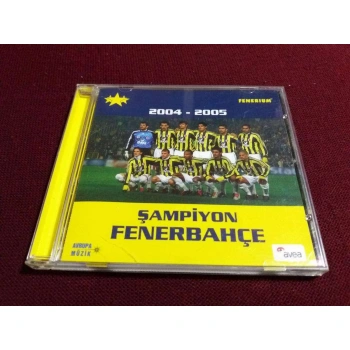 FENERIUM
2004 - 2005
ŞAMPİYON
FENERBAHÇE
AVRUPA
MÜZİK
avea